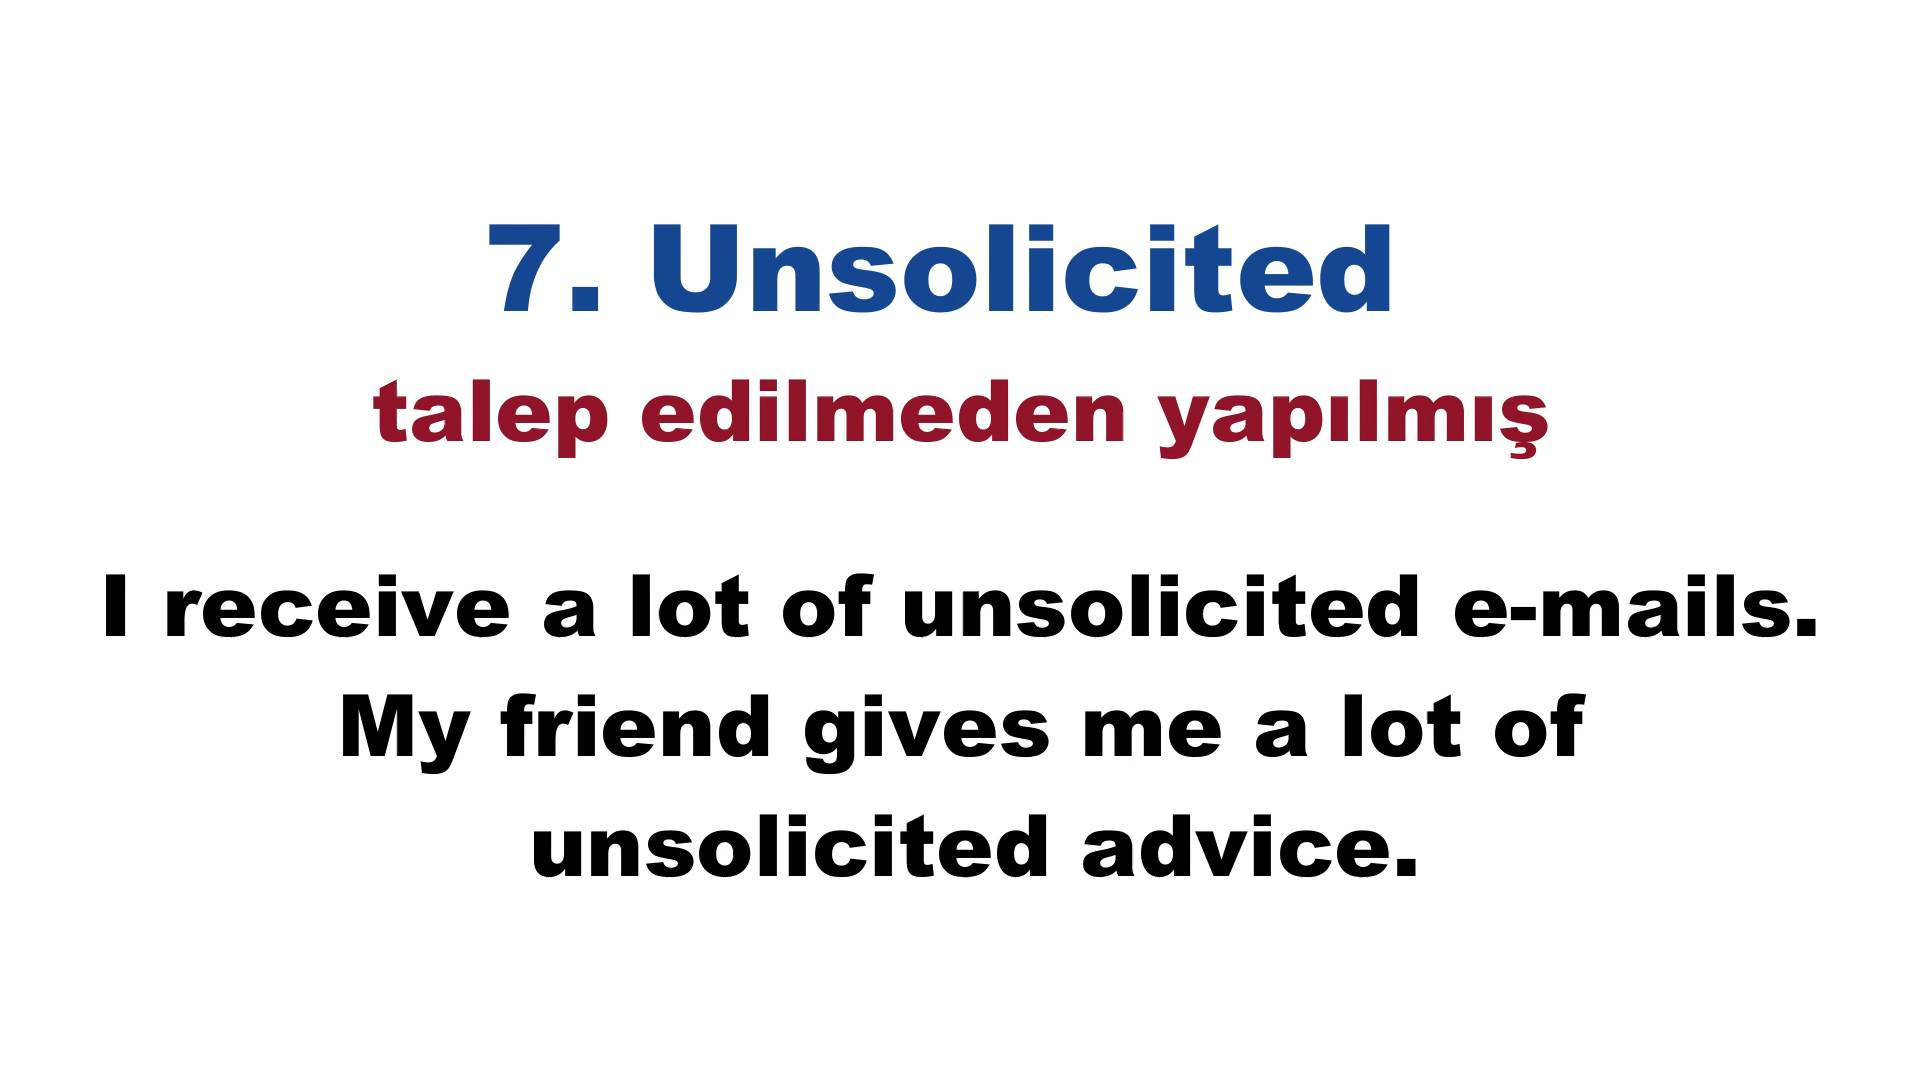 7. Unsolicited
talep edilmeden yapılmış
I receive a lot of unsolicited e-mails.
My friend gives me a lot of
unsolicited advice.